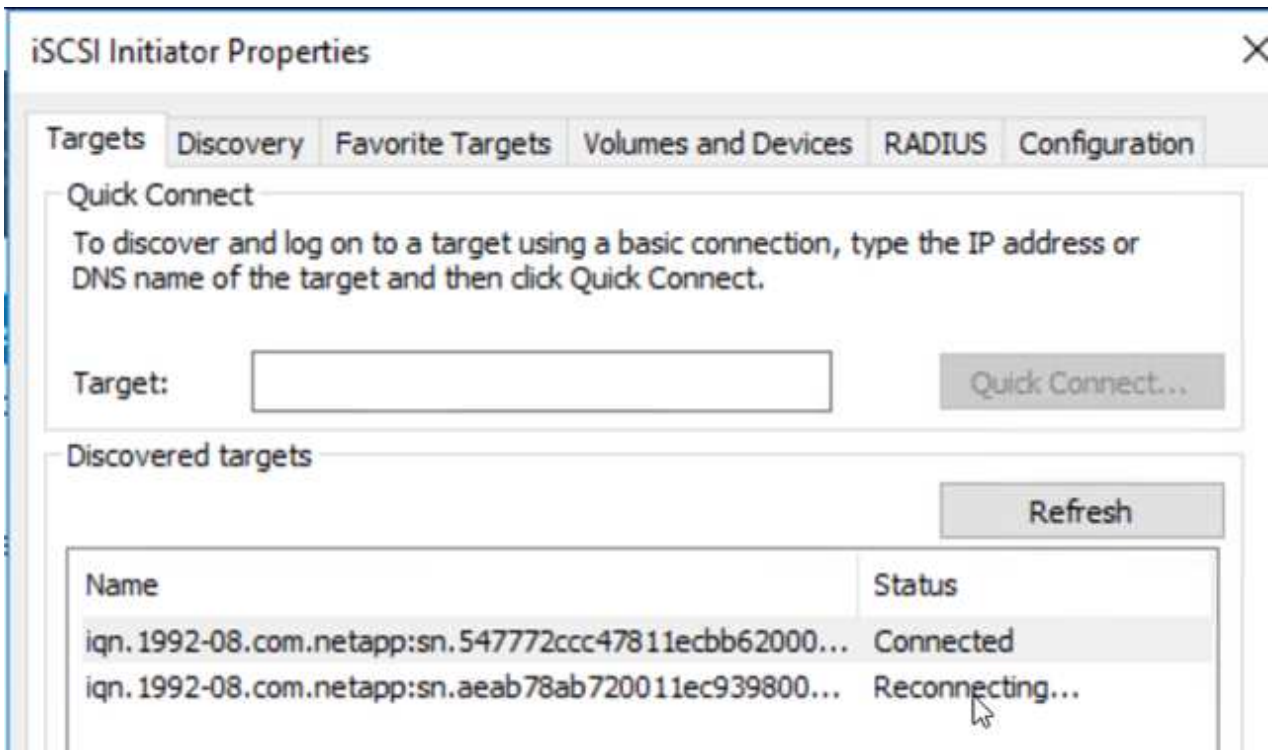 iSCSI Initiator Properties
Targets Discovery Favorite Targets Volumes and Devices RADIUS Configuration
Quick Connect
To discover and log on to a target using a basic connection, type the IP address or
DNS name of the target and then click Quick Connect.
Target:
Quick Connect...
Discovered targets
Refresh
Name Status
iqn.1992-08.com.netapp:sn.547772ccc47811ecbb62000... Connected
iqn.1992-08.com.netapp:sn.aeab78ab720011ec939800... Reconnecting...